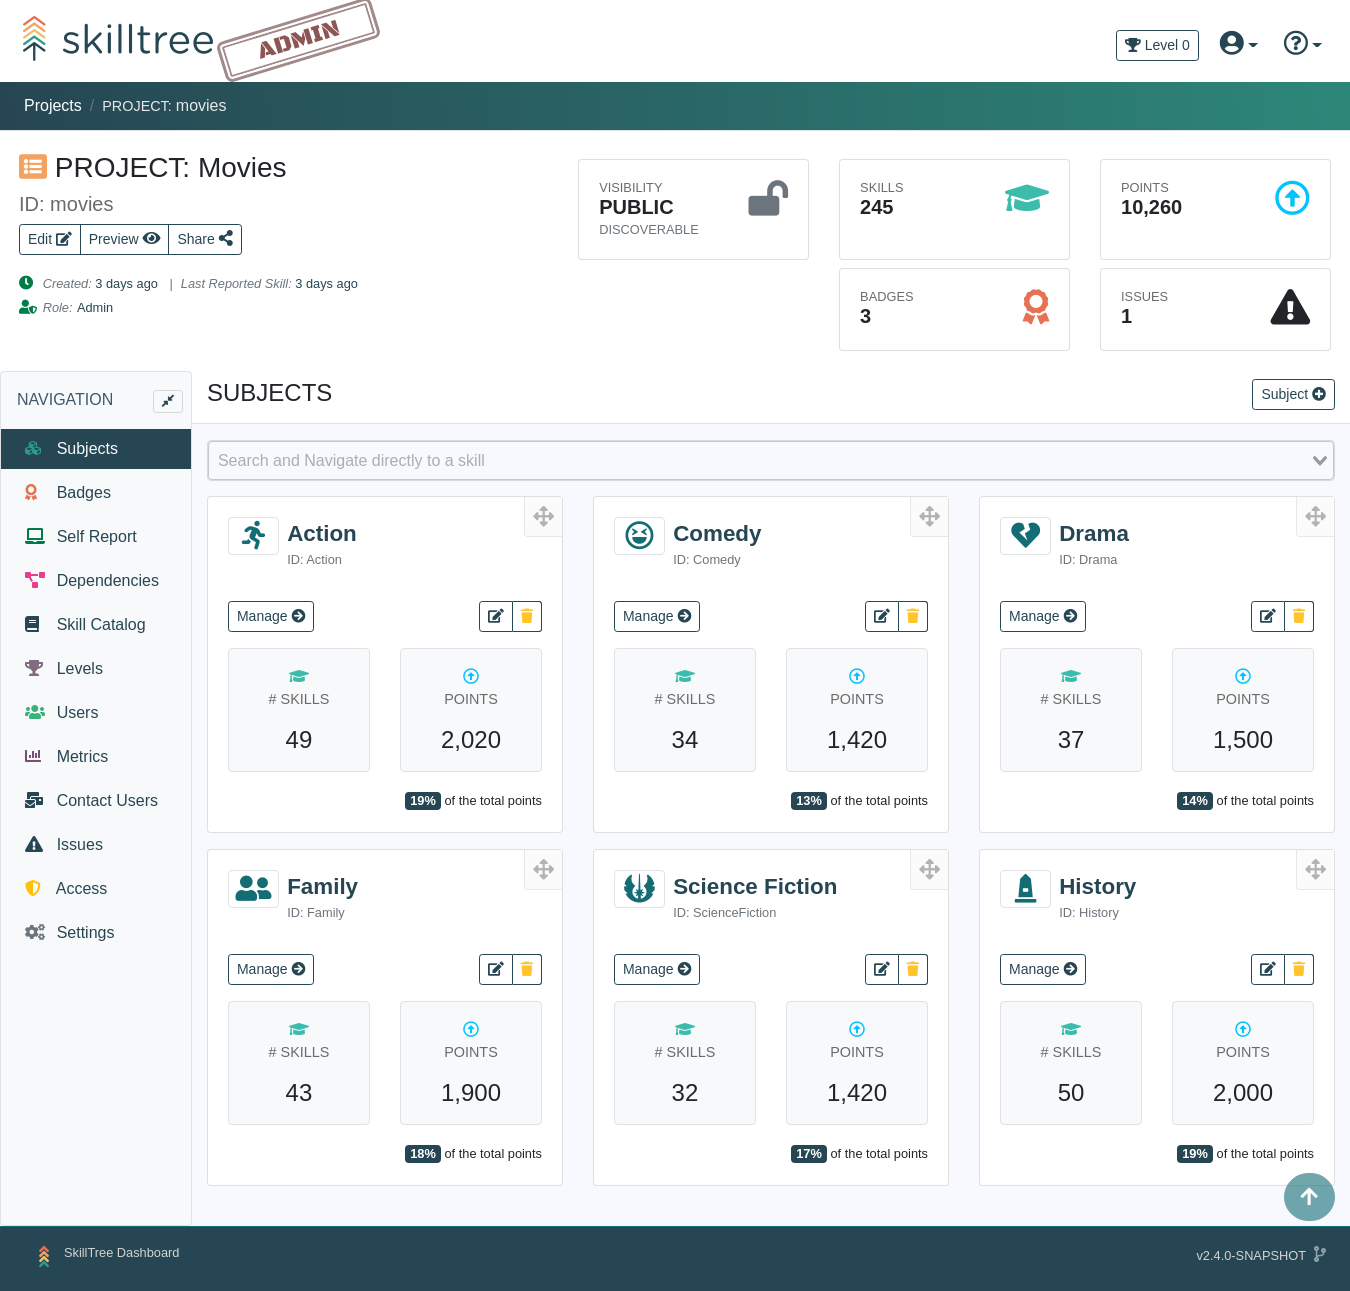 skilltree
ADMIN
Level 0
Projects / PROJECT: movies
PROJECT: Movies
ID: movies
Edit Preview Share
Created: 3 days ago | Last Reported Skill: 3 days ago
Role: Admin
VISIBILITY
PUBLIC
DISCOVERABLE
SKILLS
245
POINTS
10,260
BADGES
3
ISSUES
1
NAVIGATION
Subjects
Badges
Self Report
Dependencies
Skill Catalog
Levels
Users
Metrics
Contact Users
Issues
Access
Settings
SUBJECTS
Subject
Search and Navigate directly to a skill
Action
ID: Action
Manage
# SKILLS
49
POINTS
2,020
19% of the total points
Comedy
ID: Comedy
Manage
# SKILLS
34
POINTS
1,420
13% of the total points
Drama
ID: Drama
Manage
# SKILLS
37
POINTS
1,500
14% of the total points
Family
ID: Family
Manage
# SKILLS
43
POINTS
1,900
18% of the total points
Science Fiction
ID: ScienceFiction
Manage
# SKILLS
32
POINTS
1,420
17% of the total points
History
ID: History
Manage
# SKILLS
50
POINTS
2,000
19% of the total points
SkillTree Dashboard
v2.4.0-SNAPSHOT